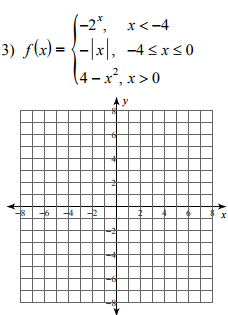 -2ˣ, x < -4
3) f(x) = { -|x|, -4 ≤ x ≤ 0
4 - x², x > 0
y
8
6
4
2
-8 -6 -4 -2 2 4 6 8 x
-2
-4
-6
-8